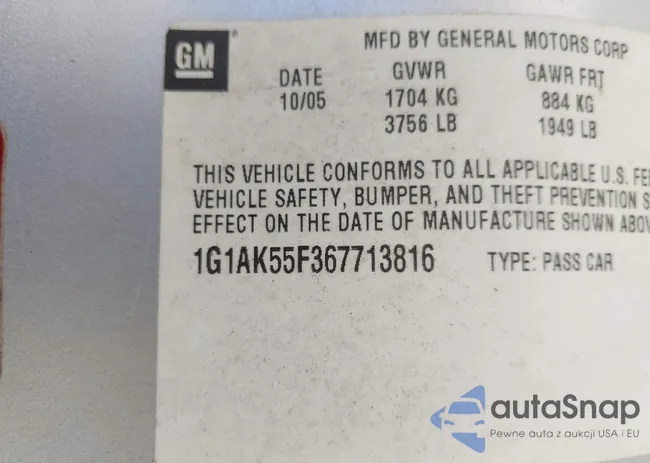 GM
MFD BY GENERAL MOTORS CORP
DATE GVWR GAWR FRT
10/05 1704 KG 884 KG
3756 LB 1949 LB
THIS VEHICLE CONFORMS TO ALL APPLICABLE U.S. FE
VEHICLE SAFETY, BUMPER, AND THEFT PREVENTION S
EFFECT ON THE DATE OF MANUFACTURE SHOWN ABOV
1G1AK55F367713816 TYPE: PASS CAR
autaSnap
Pewne auta z aukcji USA i EU